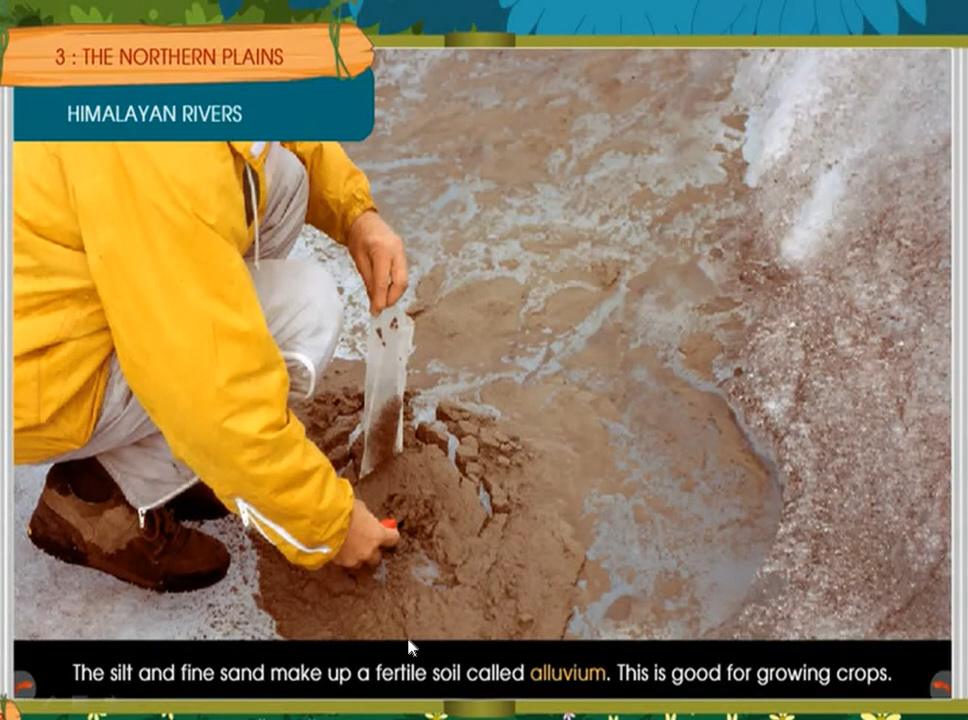 3 : THE NORTHERN PLAINS
HIMALAYAN RIVERS
The silt and fine sand make up a fertile soil called alluvium. This is good for growing crops.